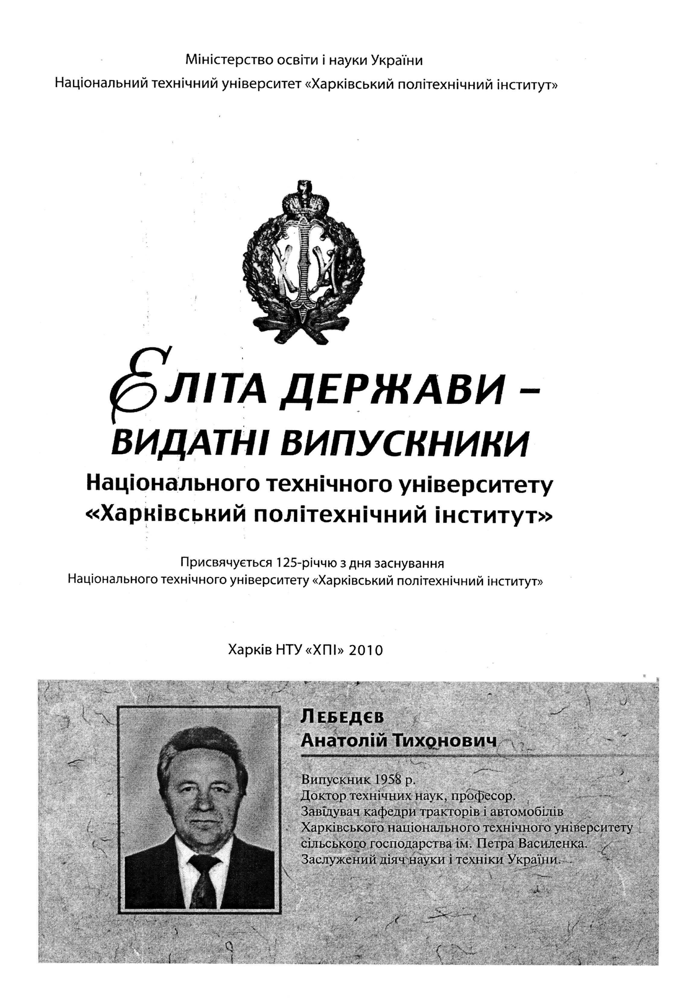 Міністерство освіти і науки України
Національний технічний університет «Харківський політехнічний інститут»
ЕЛІТА ДЕРЖАВИ –
ВИДАТНІ ВИПУСКНИКИ
Національного технічного університету
«Харківський політехнічний інститут»
Присвячується 125-річчю з дня заснування
Національного технічного університету «Харківський політехнічний інститут»
Харків НТУ «ХПІ» 2010
ЛЕБЕДЄВ
Анатолій Тихонович
Випускник 1958 р.
Доктор технічних наук, професор.
Завідувач кафедри тракторів і автомобілів
Харківського національного технічного університету
сільського господарства ім. Петра Василенка.
Заслужений діяч науки і техніки України.